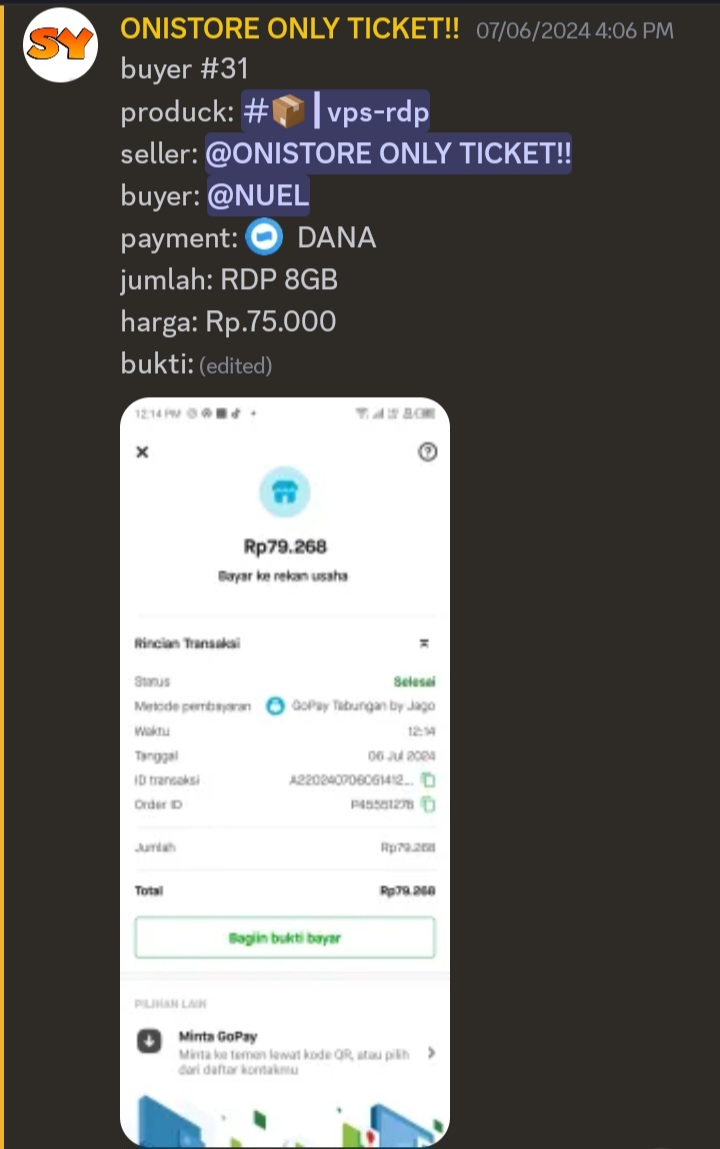 SY
ONISTORE ONLY TICKET!! 07/06/2024 4:06 PM
buyer #31
produck: #📦┃vps-rdp
seller: @ONISTORE ONLY TICKET!!
buyer: @NUEL
payment: DANA
jumlah: RDP 8GB
harga: Rp.75.000
bukti: (edited)
12:14 PM
Rp79.268
Bayar ke rekan usaha
Rincian Transaksi
Status Selesai
Metode pembayaran GoPay Tabungan by Jago
Waktu 12:14
Tanggal 06 Jul 2024
ID transaksi A220240706061412...
Order ID P45551278
Jumlah Rp79.268
Total Rp79.268
Bagiin bukti bayar
PILIHAN LAIN
Minta GoPay
Minta ke temen lewat kode QR, atau pilih
dari daftar kontakmu